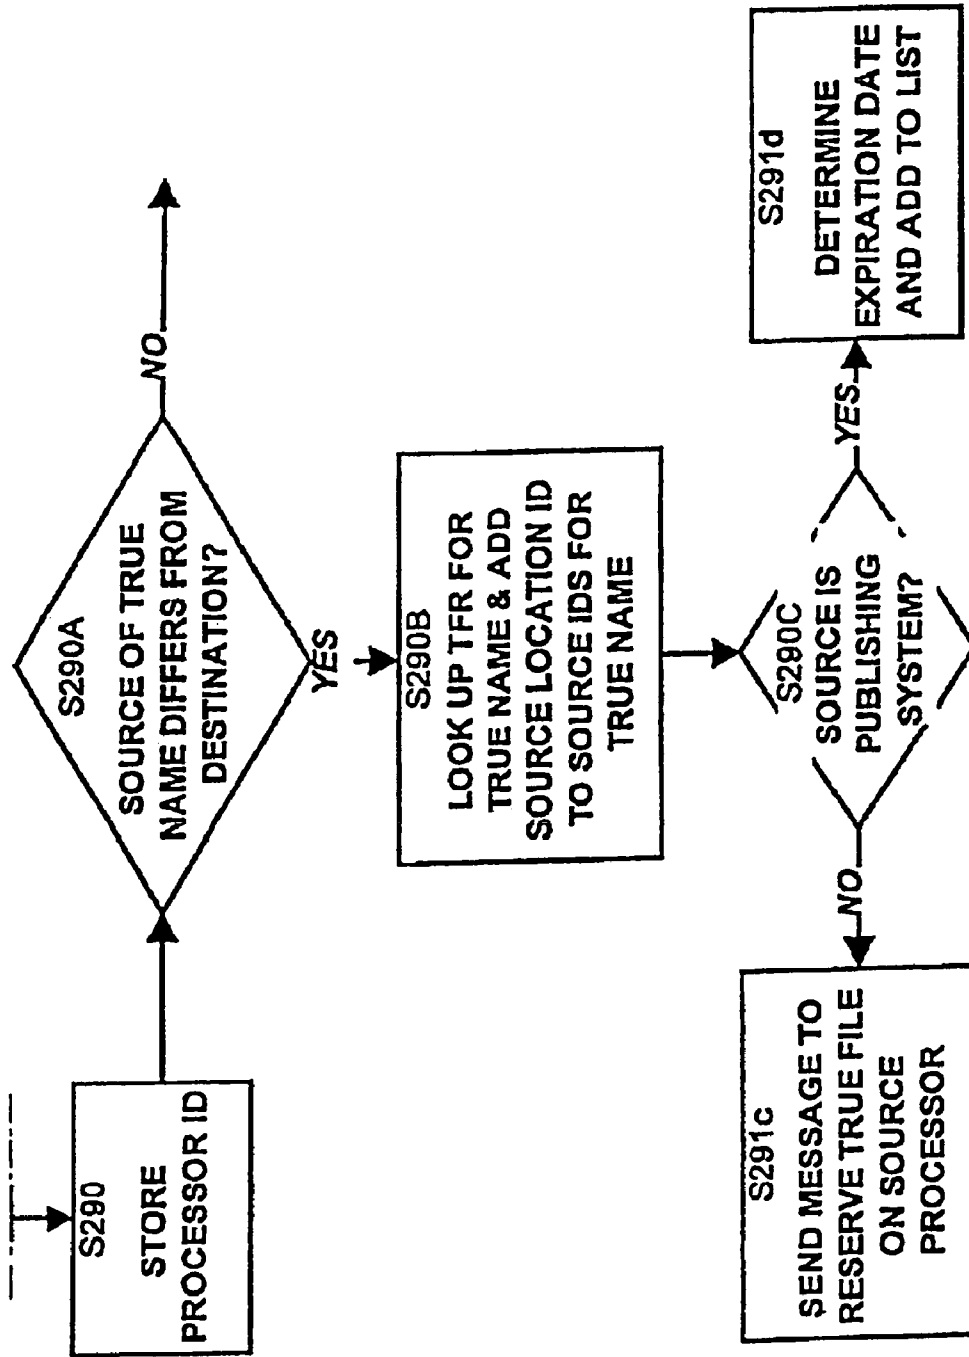 S290
STORE
PROCESSOR ID
S290A
SOURCE OF TRUE
NAME DIFFERS FROM
DESTINATION?
NO
YES
S290B
LOOK UP TFR FOR
TRUE NAME & ADD
SOURCE LOCATION ID
TO SOURCE IDS FOR
TRUE NAME
S290C
SOURCE IS
PUBLISHING
SYSTEM?
NO
YES
S291c
SEND MESSAGE TO
RESERVE TRUE FILE
ON SOURCE
PROCESSOR
S291d
DETERMINE
EXPIRATION DATE
AND ADD TO LIST